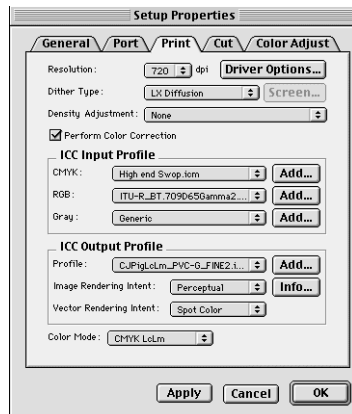 Setup Properties
General Port Print Cut Color Adjust
Resolution: 720 dpi Driver Options...
Dither Type: LX Diffusion Screen...
Density Adjustment: None
Perform Color Correction
ICC Input Profile
CMYK: High end Swop.icm Add...
RGB: ITU-R_BT.709D65Gamma2.... Add...
Gray: Generic Add...
ICC Output Profile
Profile: CJPigLcLm_PVC-G_FINE2.i... Add...
Image Rendering Intent: Perceptual Info...
Vector Rendering Intent: Spot Color
Color Mode: CMYK LcLm
Apply Cancel OK